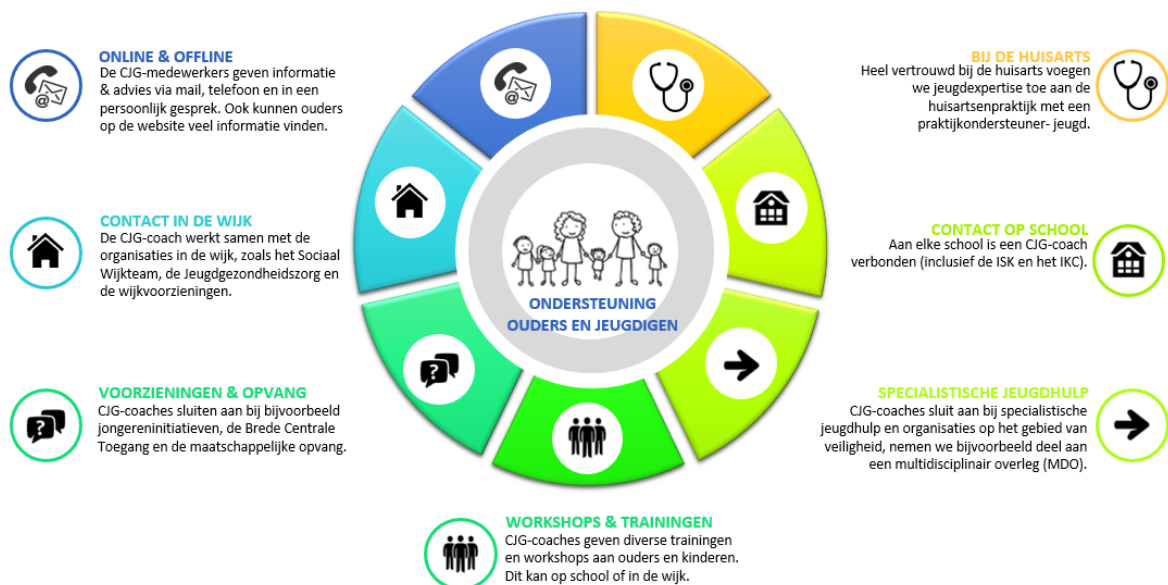 ONLINE & OFFLINE
De CJG-medewerkers geven informatie
& advies via mail, telefoon en in een
persoonlijk gesprek. Ook kunnen ouders
op de website veel informatie vinden.
BIJ DE HUISARTS
Heel vertrouwd bij de huisarts voegen
we jeugdexpertise toe aan de
huisartsenpraktijk met een
praktijkondersteuner- jeugd.
CONTACT IN DE WIJK
De CJG-coach werkt samen met de
organisaties in de wijk, zoals het Sociaal
Wijkteam, de Jeugdgezondheidszorg en
de wijkvoorzieningen.
CONTACT OP SCHOOL
Aan elke school is een CJG-coach
verbonden (inclusief de ISK en het IKC).
ONDERSTEUNING
OUDERS EN JEUGDIGEN
VOORZIENINGEN & OPVANG
CJG-coaches sluiten aan bij bijvoorbeeld
jongereninitiatieven, de Brede Centrale
Toegang en de maatschappelijke opvang.
SPECIALISTISCHE JEUGDHULP
CJG-coaches sluit aan bij specialistische
jeugdhulp en organisaties op het gebied van
veiligheid, nemen we bijvoorbeeld deel aan
een multidisciplinair overleg (MDO).
WORKSHOPS & TRAININGEN
CJG-coaches geven diverse trainingen
en workshops aan ouders en kinderen.
Dit kan op school of in de wijk.